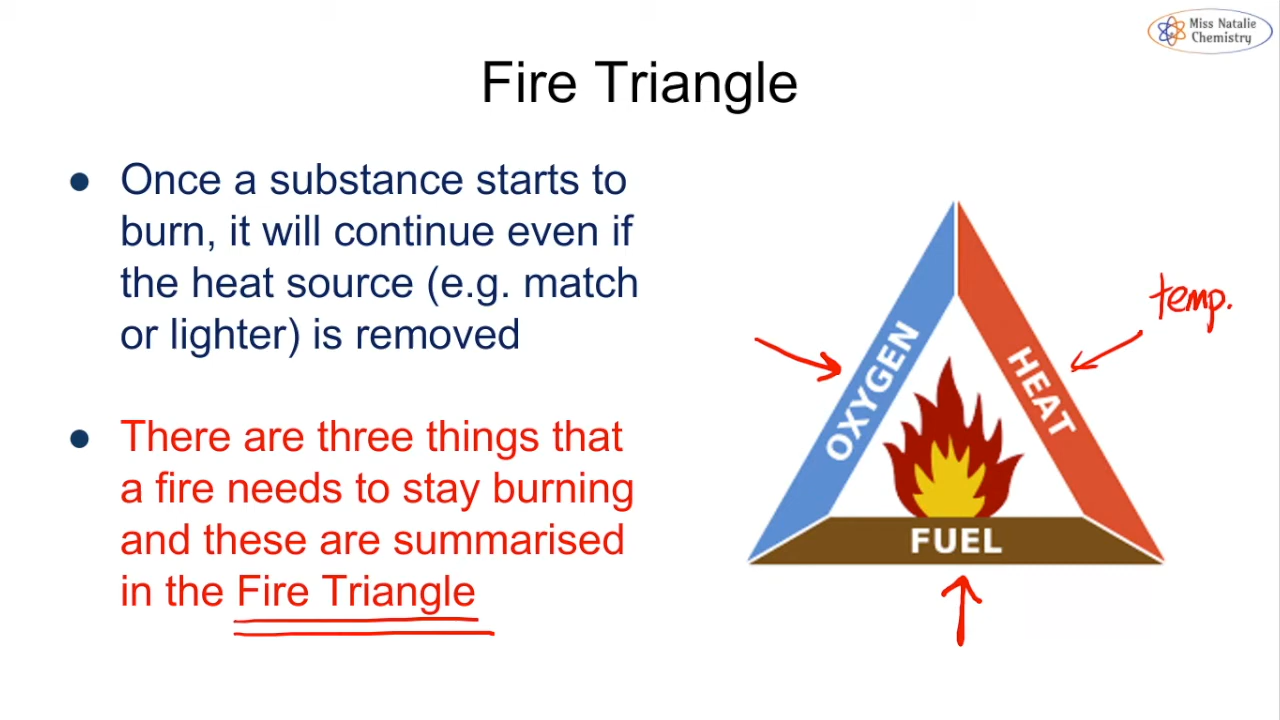 Miss Natalie
Chemistry
Fire Triangle
● Once a substance starts to
burn, it will continue even if
the heat source (e.g. match
or lighter) is removed
● There are three things that
a fire needs to stay burning
and these are summarised
in the Fire Triangle
OXYGEN
HEAT
temp.
FUEL